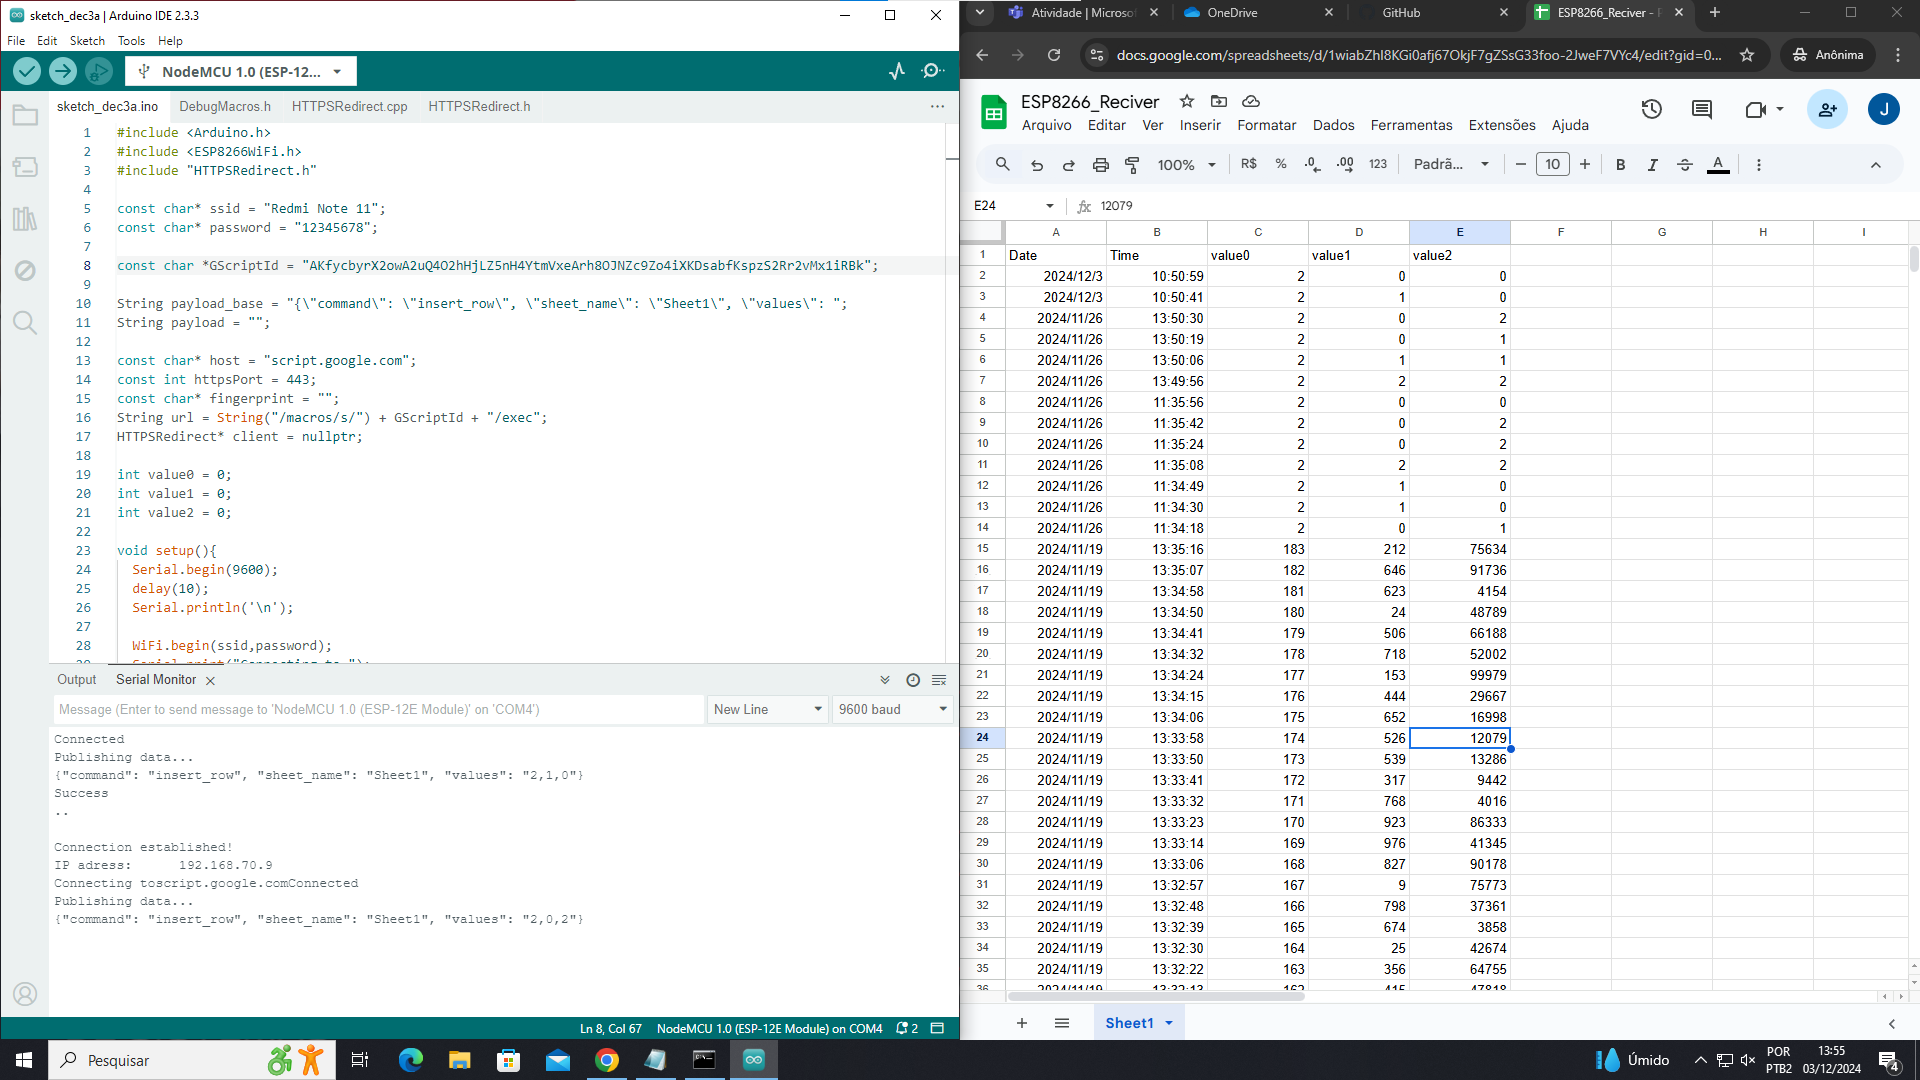 sketch_dec3a | Arduino IDE 2.3.3
File Edit Sketch Tools Help
NodeMCU 1.0 (ESP-12...
sketch_dec3a.ino DebugMacros.h HTTPSRedirect.cpp HTTPSRedirect.h
1 #include <Arduino.h>
2 #include <ESP8266WiFi.h>
3 #include "HTTPSRedirect.h"
4
5 const char* ssid = "Redmi Note 11";
6 const char* password = "12345678";
7
8 const char *GScriptId = "AKfycbyrX2owA2uQ4O2hHjLZ5nH4YtmVxeArh8OJNZc9Zo4iXKDsabfKspzS2Rr2vMx1iRBk";
9
10 String payload_base = "{\"command\": \"insert_row\", \"sheet_name\": \"Sheet1\", \"values\": ";
11 String payload = "";
12
13 const char* host = "script.google.com";
14 const int httpsPort = 443;
15 const char* fingerprint = "";
16 String url = String("/macros/s/") + GScriptId + "/exec";
17 HTTPSRedirect* client = nullptr;
18
19 int value0 = 0;
20 int value1 = 0;
21 int value2 = 0;
22
23 void setup(){
24 Serial.begin(9600);
25 delay(10);
26 Serial.println('\n');
27
28 WiFi.begin(ssid,password);
29 Serial.print("Connecting to ");
Output Serial Monitor
Message (Enter to send message to 'NodeMCU 1.0 (ESP-12E Module)' on 'COM4')
New Line 9600 baud
Connected
Publishing data...
{"command": "insert_row", "sheet_name": "Sheet1", "values": "2,1,0"}
Success
..
Connection established!
IP adress: 192.168.70.9
Connecting toscript.google.comConnected
Publishing data...
{"command": "insert_row", "sheet_name": "Sheet1", "values": "2,0,2"}
Ln 8, Col 67 NodeMCU 1.0 (ESP-12E Module) on COM4 2
Atividade | Microso OneDrive GitHub ESP8266_Reciver - P
docs.google.com/spreadsheets/d/1wiabZhI8KGi0afj67OkjF7gZSsG33foo-2JweF7VYc4/edit?gid=0... Anônima
ESP8266_Reciver
J
Arquivo Editar Ver Inserir Formatar Dados Ferramentas Extensões Ajuda
100% R$ % .0 .00 123 Padrã... 10 B I A
E24 fx 12079
A B C D E F G H I
1 Date Time value0 value1 value2
2 2024/12/3 10:50:59 2 0 0
3 2024/12/3 10:50:41 2 1 0
4 2024/11/26 13:50:30 2 0 2
5 2024/11/26 13:50:19 2 0 1
6 2024/11/26 13:50:06 2 1 1
7 2024/11/26 13:49:56 2 2 2
8 2024/11/26 11:35:56 2 0 0
9 2024/11/26 11:35:42 2 0 2
10 2024/11/26 11:35:24 2 0 2
11 2024/11/26 11:35:08 2 2 2
12 2024/11/26 11:34:49 2 1 0
13 2024/11/26 11:34:30 2 1 0
14 2024/11/26 11:34:18 2 0 1
15 2024/11/19 13:35:16 183 212 75634
16 2024/11/19 13:35:07 182 646 91736
17 2024/11/19 13:34:58 181 623 4154
18 2024/11/19 13:34:50 180 24 48789
19 2024/11/19 13:34:41 179 506 66188
20 2024/11/19 13:34:32 178 718 52002
21 2024/11/19 13:34:24 177 153 99979
22 2024/11/19 13:34:15 176 444 29667
23 2024/11/19 13:34:06 175 652 16998
24 2024/11/19 13:33:58 174 526 12079
25 2024/11/19 13:33:50 173 539 13286
26 2024/11/19 13:33:41 172 317 9442
27 2024/11/19 13:33:32 171 768 4016
28 2024/11/19 13:33:23 170 923 86333
29 2024/11/19 13:33:14 169 976 41345
30 2024/11/19 13:33:06 168 827 90178
31 2024/11/19 13:32:57 167 9 75773
32 2024/11/19 13:32:48 166 798 37361
33 2024/11/19 13:32:39 165 674 3858
34 2024/11/19 13:32:30 164 25 42674
35 2024/11/19 13:32:22 163 356 64755
36 2024/11/19 13:32:13 162 415 47818
Sheet1
Pesquisar
Úmido
POR
PTB2
13:55
03/12/2024
4